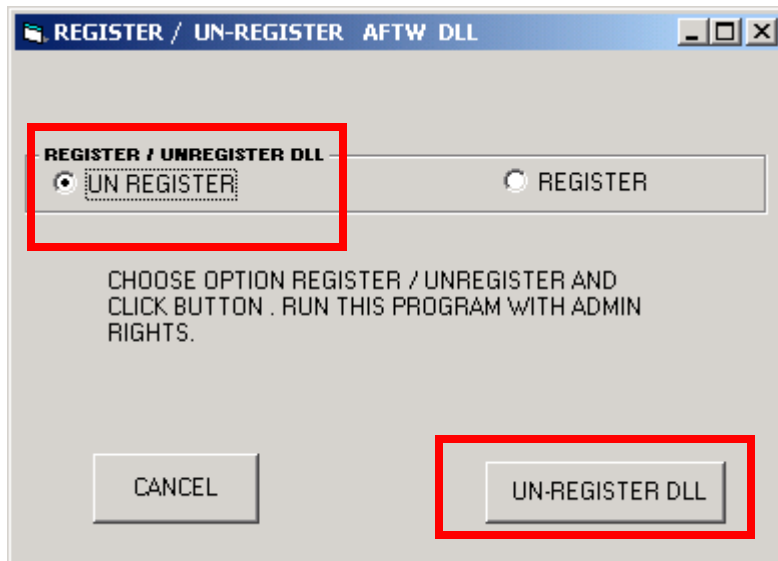 REGISTER / UN-REGISTER AFTW DLL
REGISTER / UNREGISTER DLL
UN REGISTER
REGISTER
CHOOSE OPTION REGISTER / UNREGISTER AND
CLICK BUTTON . RUN THIS PROGRAM WITH ADMIN
RIGHTS.
CANCEL
UN-REGISTER DLL